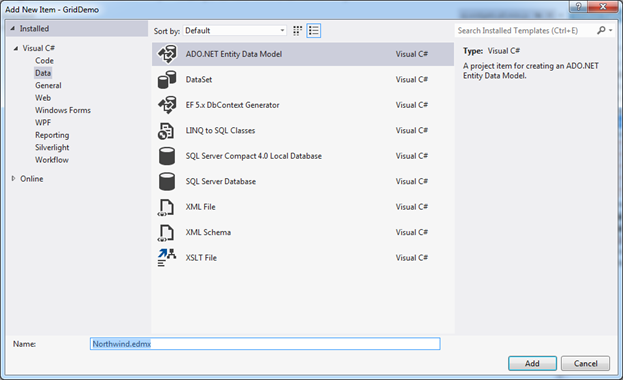 Add New Item - GridDemo
Installed
Sort by: Default
Search Installed Templates (Ctrl+E)
Visual C#
Code
Data
General
Web
Windows Forms
WPF
Reporting
Silverlight
Workflow
Online
ADO.NET Entity Data Model Visual C#
DataSet Visual C#
EF 5.x DbContext Generator Visual C#
LINQ to SQL Classes Visual C#
SQL Server Compact 4.0 Local Database Visual C#
SQL Server Database Visual C#
XML File Visual C#
XML Schema Visual C#
XSLT File Visual C#
Type: Visual C#
A project item for creating an ADO.NET
Entity Data Model.
Name: Northwind.edmx
Add Cancel